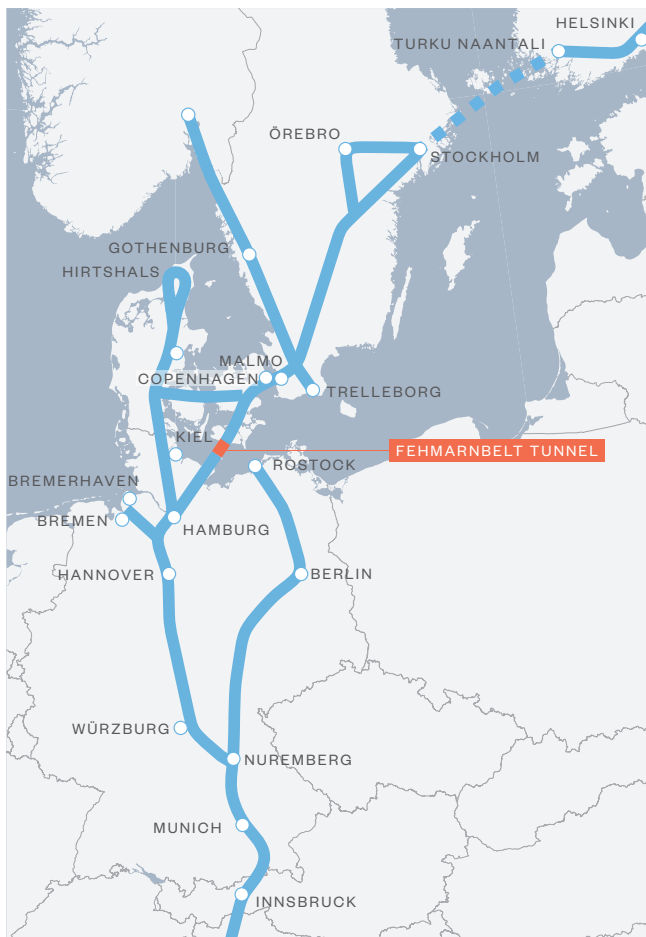 HELSINKI
TURKU NAANTALI
ÖREBRO
STOCKHOLM
GOTHENBURG
HIRTSHALS
MALMO
COPENHAGEN
TRELLEBORG
KIEL
FEHMARNBELT TUNNEL
ROSTOCK
BREMERHAVEN
BREMEN
HAMBURG
HANNOVER
BERLIN
WÜRZBURG
NUREMBERG
MUNICH
INNSBRUCK